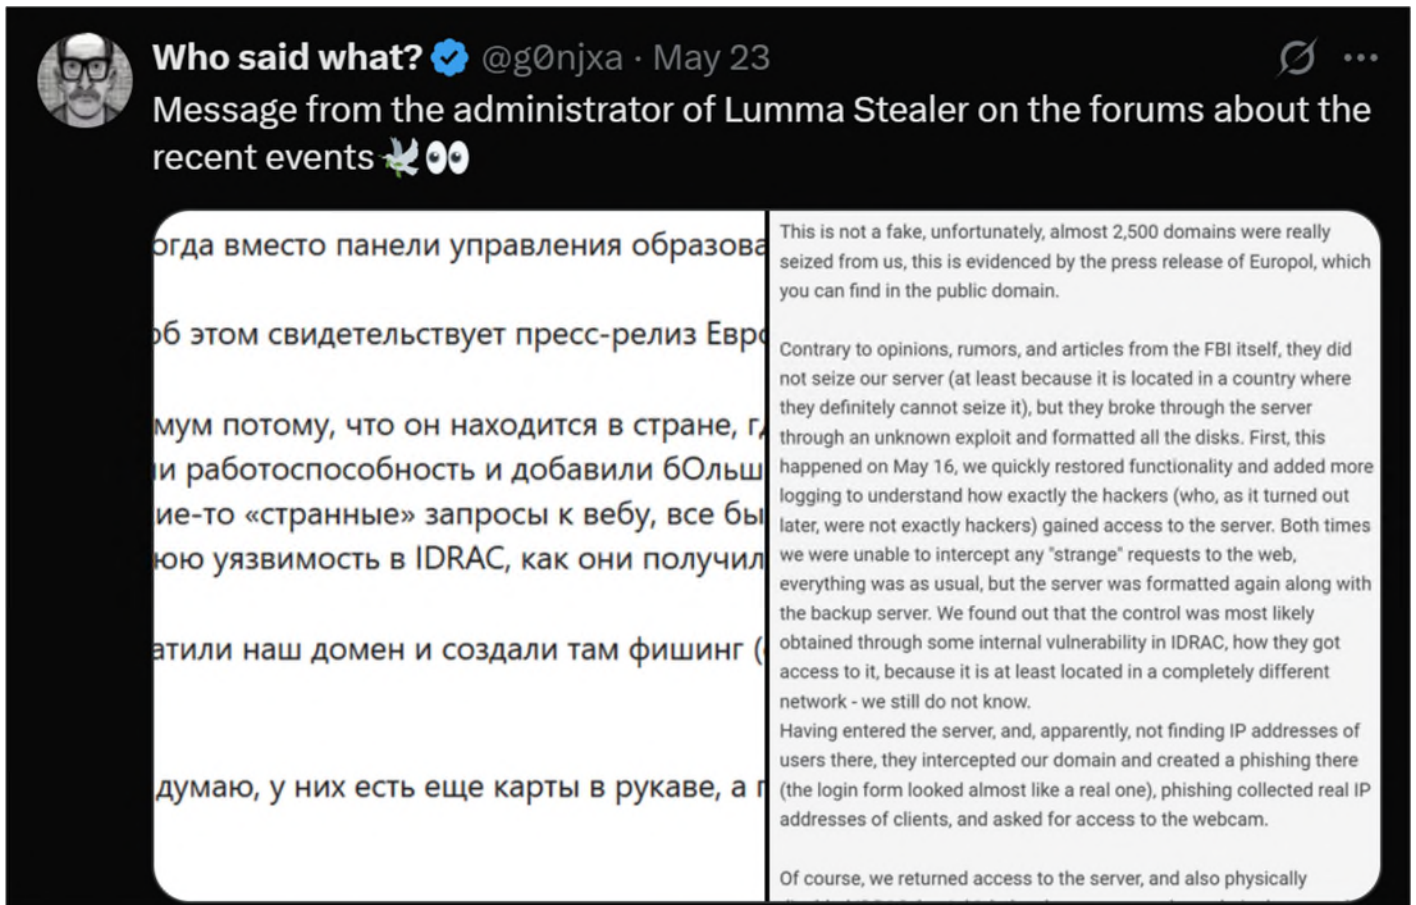 Who said what? @g0njxa · May 23
Message from the administrator of Lumma Stealer on the forums about the
recent events 🕊️👀
вместо панели управления
этом свидетельствует пресс-релиз
потому, что он находится в стране,
работоспособность и добавили
«странные» запросы к вебу, все
уязвимость в IDRAC, как они
наш домен и создали там фишинг
думаю, у них есть еще карты в рукаве, а
This is not a fake, unfortunately, almost 2,500 domains were really
seized from us, this is evidenced by the press release of Europol, which
you can find in the public domain.
Contrary to opinions, rumors, and articles from the FBI itself, they did
not seize our server (at least because it is located in a country where
they definitely cannot seize it), but they broke through the server
through an unknown exploit and formatted all the disks. First, this
happened on May 16, we quickly restored functionality and added more
logging to understand how exactly the hackers (who, as it turned out
later, were not exactly hackers) gained access to the server. Both times
we were unable to intercept any "strange" requests to the web,
everything was as usual, but the server was formatted again along with
the backup server. We found out that the control was most likely
obtained through some internal vulnerability in IDRAC, how they got
access to it, because it is at least located in a completely different
network - we still do not know.
Having entered the server, and, apparently, not finding IP addresses of
users there, they intercepted our domain and created a phishing there
(the login form looked almost like a real one), phishing collected real IP
addresses of clients, and asked for access to the webcam.
Of course, we returned access to the server, and also physically